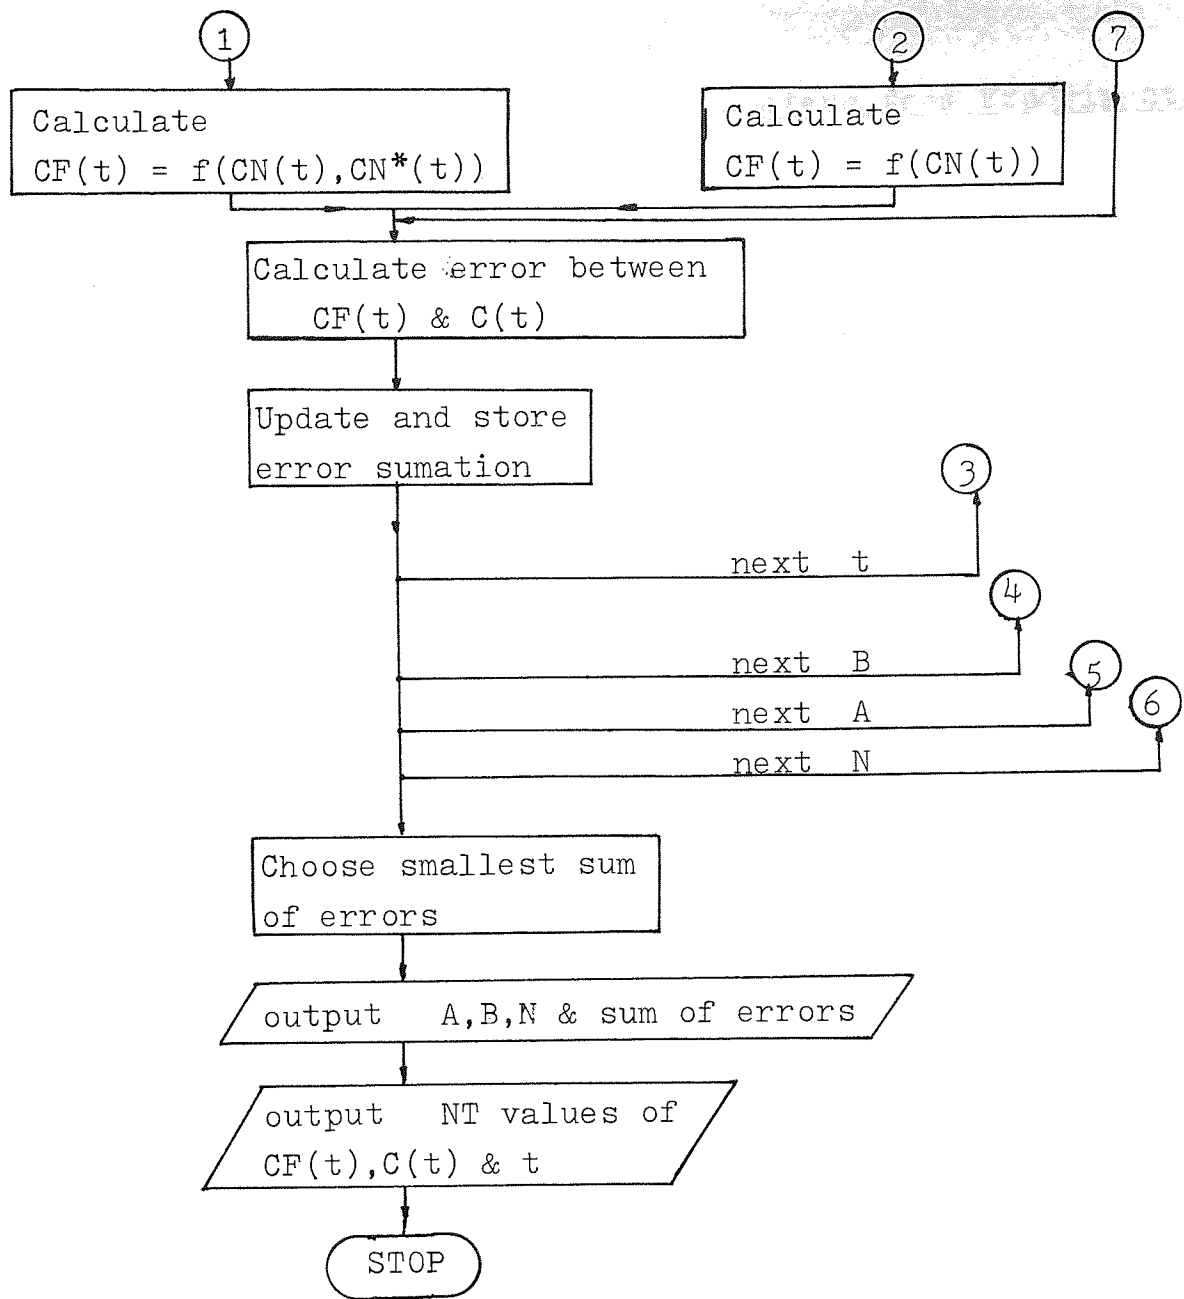 1
2
7
Calculate
CF(t) = f(CN(t),CN*(t))
Calculate
CF(t) = f(CN(t))
Calculate error between
CF(t) & C(t)
Update and store
error sumation
3
next t
4
next B
5
next A
6
next N
Choose smallest sum
of errors
output A,B,N & sum of errors
output NT values of
CF(t),C(t) & t
STOP